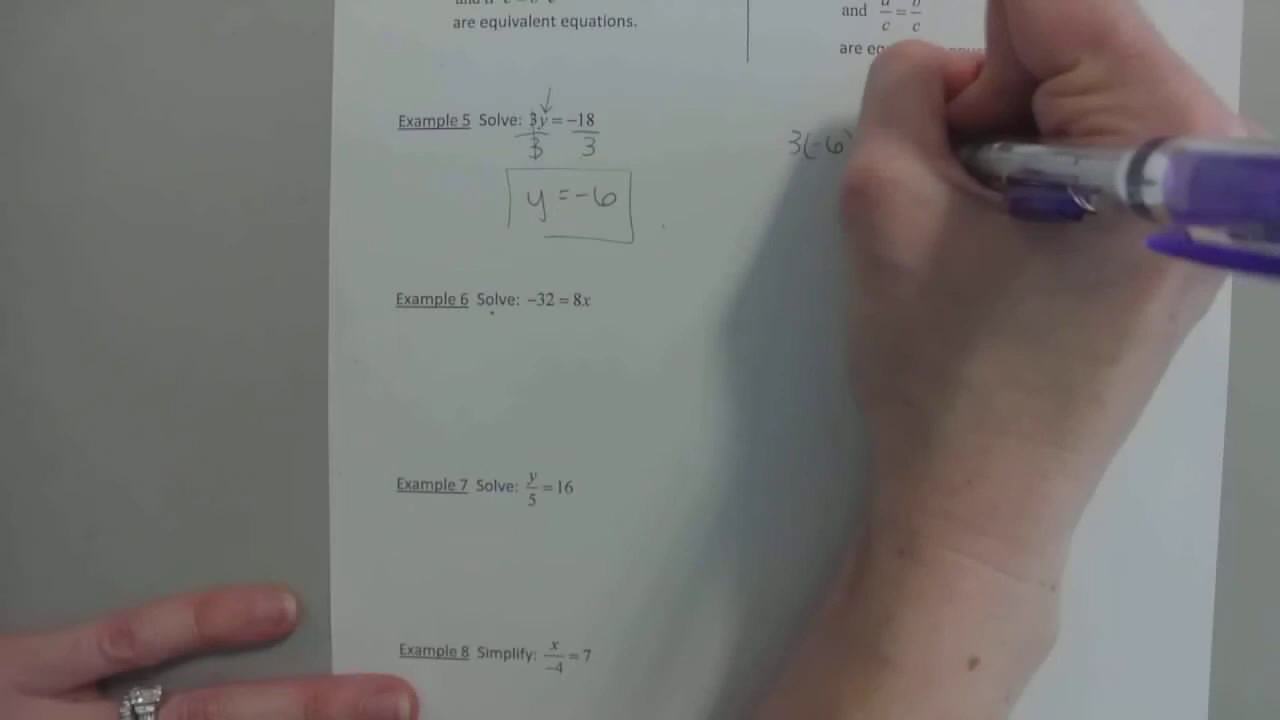 are equivalent equations.
and a/c = b/c
are
Example 5 Solve: 3y = −18
3 3
y = -6
3(-6)
Example 6 Solve: −32 = 8x
Example 7 Solve: y/5 = 16
Example 8 Simplify: x/−4 = 7